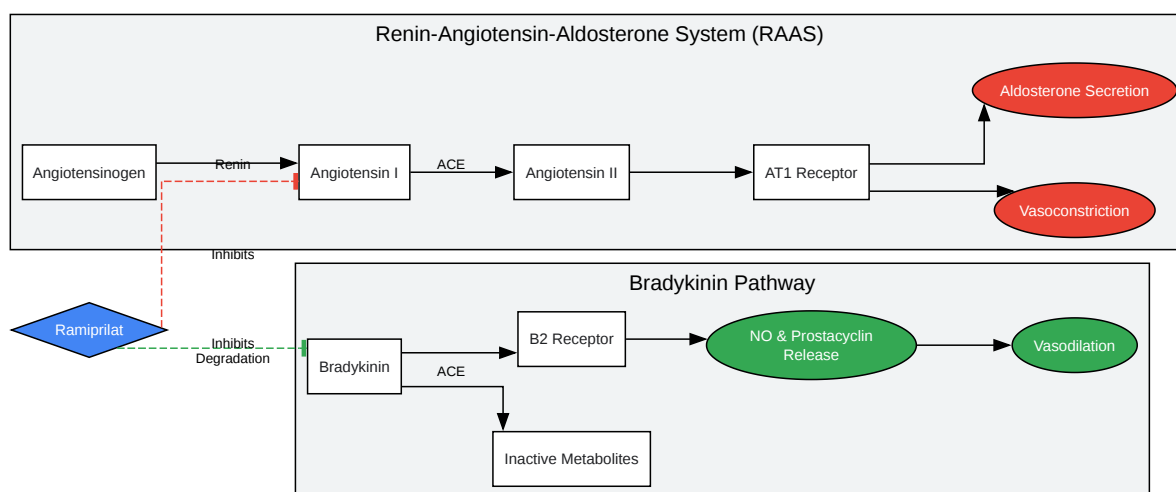 Renin-Angiotensin-Aldosterone System (RAAS)
Aldosterone Secretion
Angiotensinogen
Renin
Angiotensin I
ACE
Angiotensin II
AT1 Receptor
Vasoconstriction
Inhibits
Bradykinin Pathway
Ramiprilat
Inhibits
Degradation
Bradykinin
B2 Receptor
ACE
NO & Prostacyclin
Release
Vasodilation
Inactive Metabolites